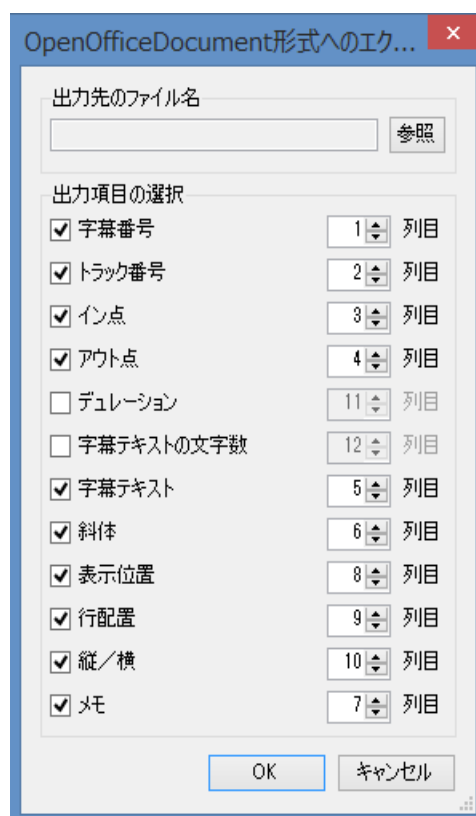 OpenOfficeDocument形式へのエク...
出力先のファイル名
参照
出力項目の選択
字幕番号 1 列目
トラック番号 2 列目
イン点 3 列目
アウト点 4 列目
デュレーション 11 列目
字幕テキストの文字数 12 列目
字幕テキスト 5 列目
斜体 6 列目
表示位置 8 列目
行配置 9 列目
縦/横 10 列目
メモ 7 列目
OK キャンセル